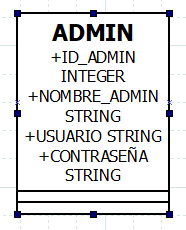 ADMIN
+ID_ADMIN
INTEGER
+NOMBRE_ADMIN
STRING
+USUARIO STRING
+CONTRASEÑA
STRING